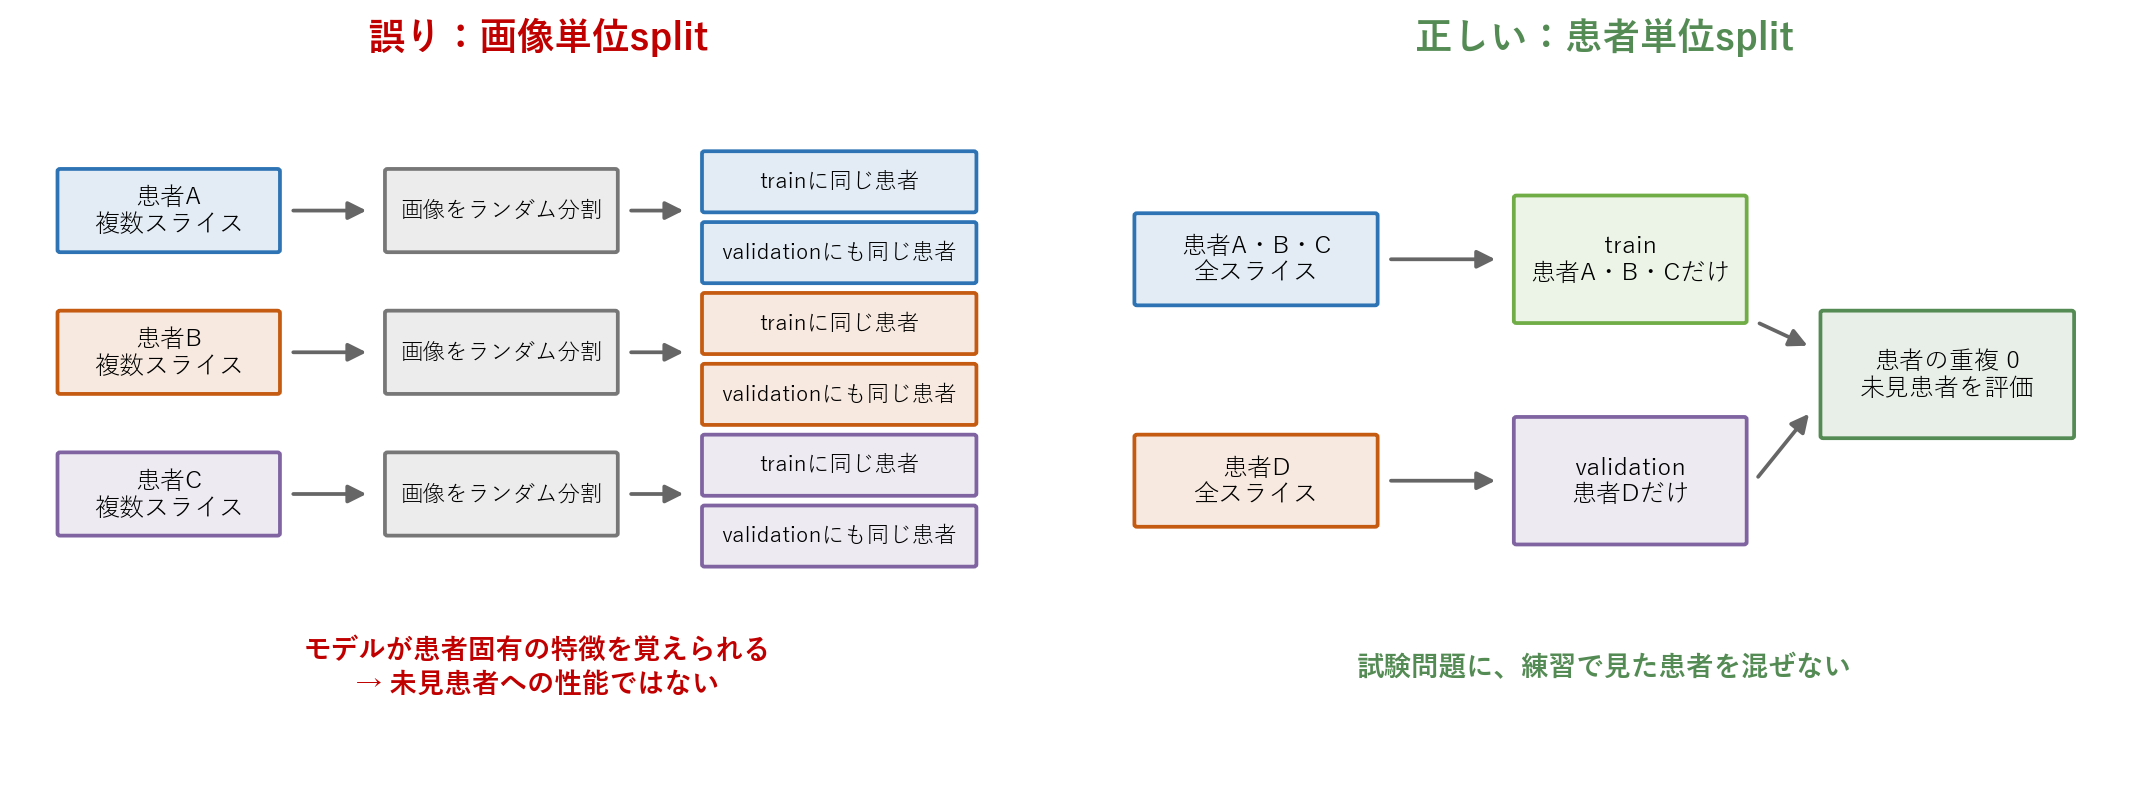 誤り：画像単位split
患者A
複数スライス
画像をランダム分割
trainに同じ患者
validationにも同じ患者
患者B
複数スライス
画像をランダム分割
trainに同じ患者
validationにも同じ患者
患者C
複数スライス
画像をランダム分割
trainに同じ患者
validationにも同じ患者
モデルが患者固有の特徴を覚えられる
→ 未見患者への性能ではない
正しい：患者単位split
患者A・B・C
全スライス
train
患者A・B・Cだけ
患者D
全スライス
validation
患者Dだけ
患者の重複 0
未見患者を評価
試験問題に、練習で見た患者を混ぜない